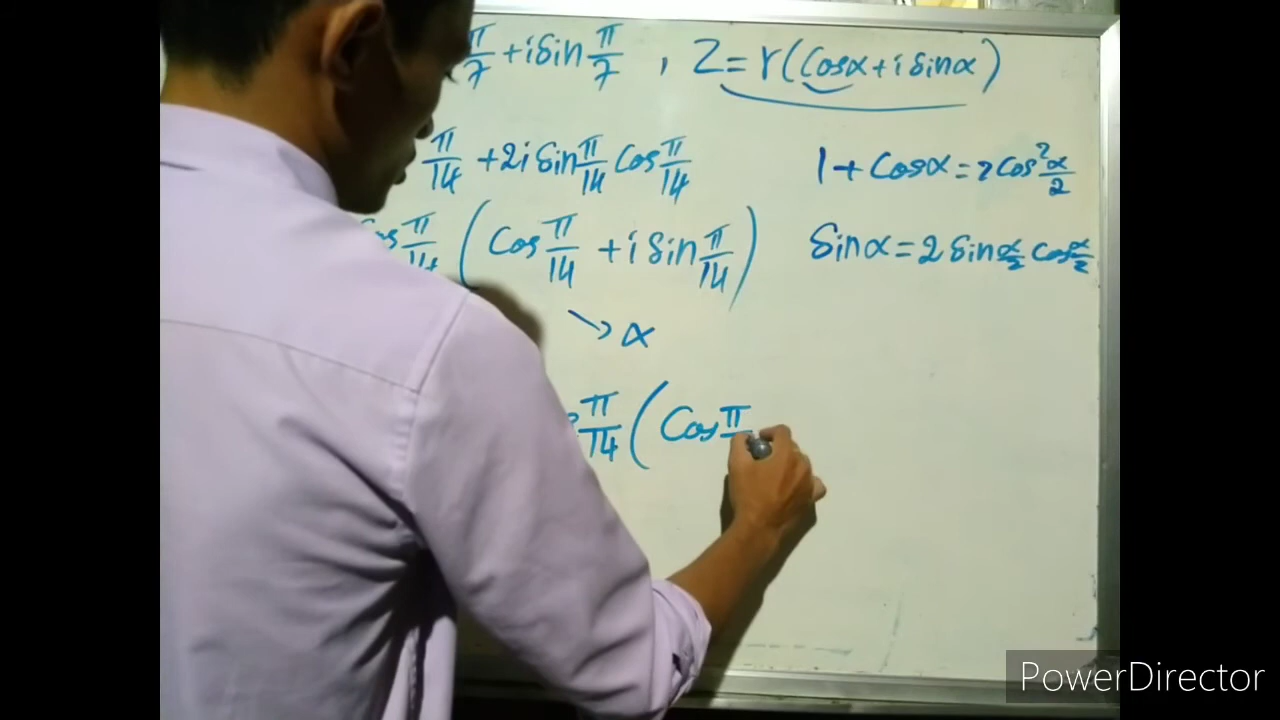 π/7 + i sin π/7 , Z = r(cosα + i sinα)
π/14 + 2i sin π/14 cos π/14
1 + cosα = 2cos² α/2
cos π/14 (cos π/14 + i sin π/14)
sinα = 2 sin α/2 cos α/2
→ α
π/14 (cos π
PowerDirector